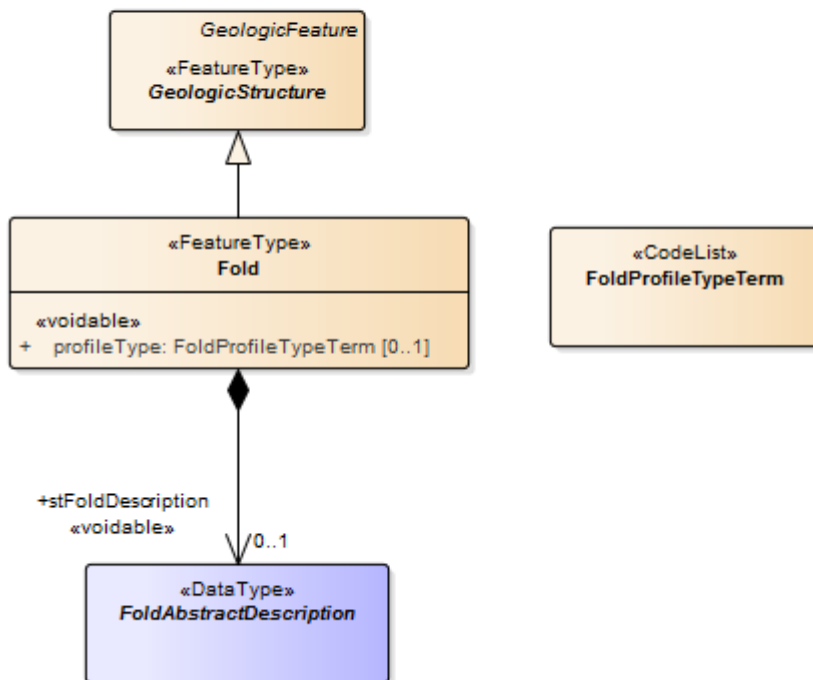 GeologicFeature
«FeatureType»
GeologicStructure
«FeatureType»
Fold
«voidable»
+ profileType: FoldProfileTypeTerm [0..1]
«CodeList»
FoldProfileTypeTerm
+stFoldDescription
«voidable»
0..1
«DataType»
FoldAbstractDescription